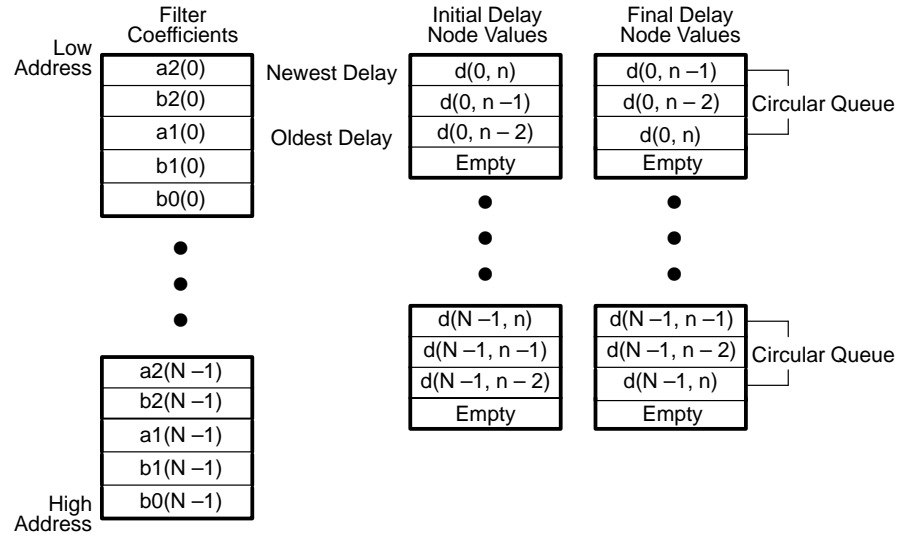 Filter
Coefficients
Initial Delay
Node Values
Final Delay
Node Values
Low
Address
a2(0)
b2(0)
a1(0)
b1(0)
b0(0)
Newest Delay
Oldest Delay
d(0, n)
d(0, n –1)
d(0, n – 2)
Empty
d(0, n –1)
d(0, n – 2)
d(0, n)
Empty
Circular Queue
a2(N –1)
b2(N –1)
a1(N –1)
b1(N –1)
b0(N –1)
High
Address
d(N –1, n)
d(N –1, n –1)
d(N –1, n – 2)
Empty
d(N –1, n –1)
d(N –1, n – 2)
d(N –1, n)
Empty
Circular Queue